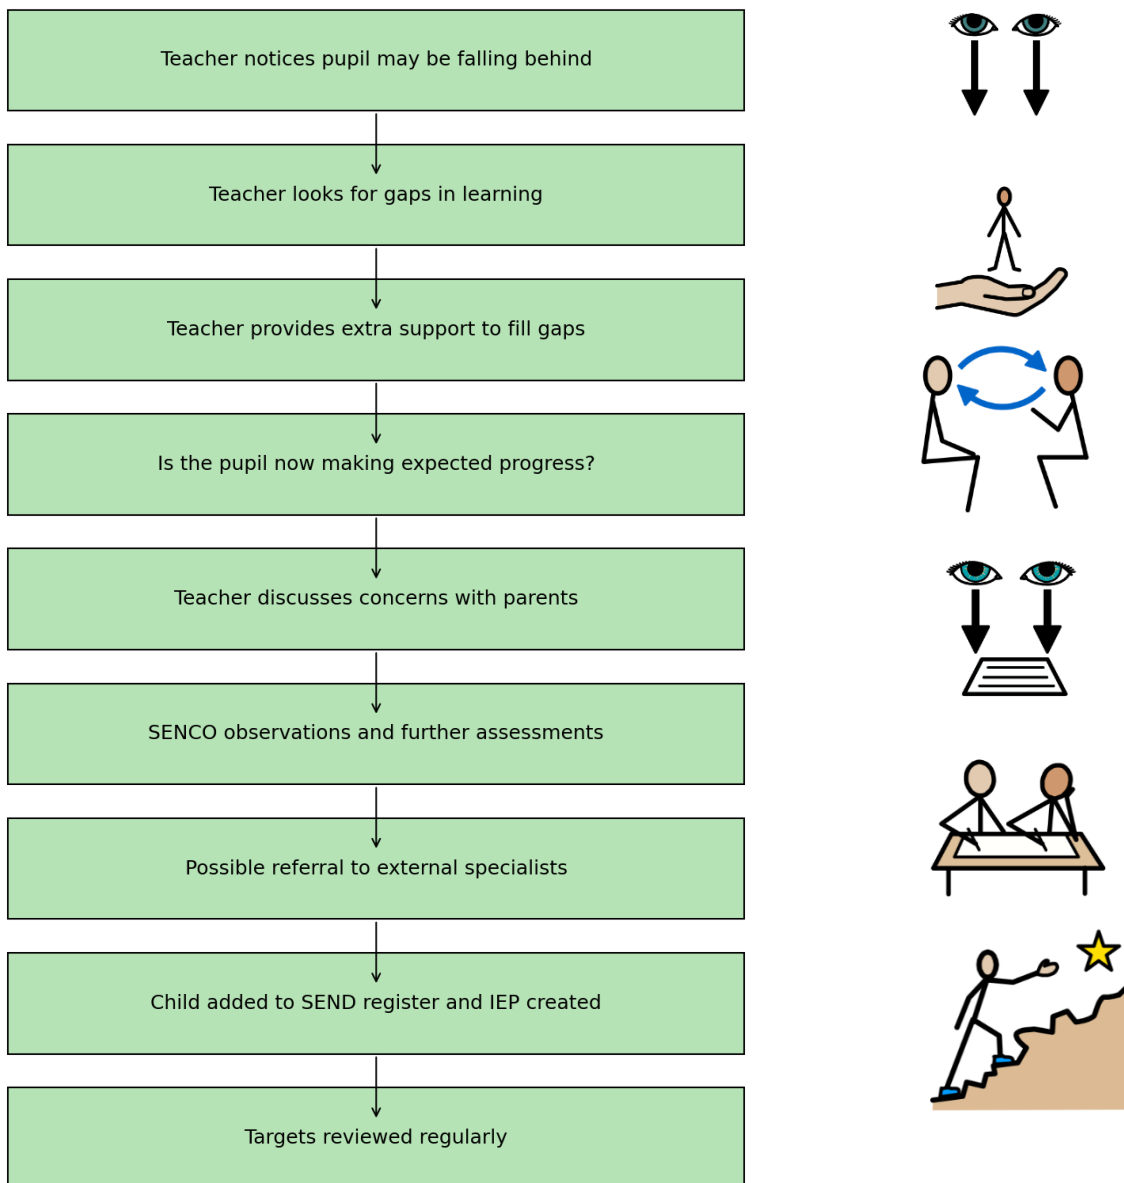 Teacher notices pupil may be falling behind
Teacher looks for gaps in learning
Teacher provides extra support to fill gaps
Is the pupil now making expected progress?
Teacher discusses concerns with parents
SENCO observations and further assessments
Possible referral to external specialists
Child added to SEND register and IEP created
Targets reviewed regularly